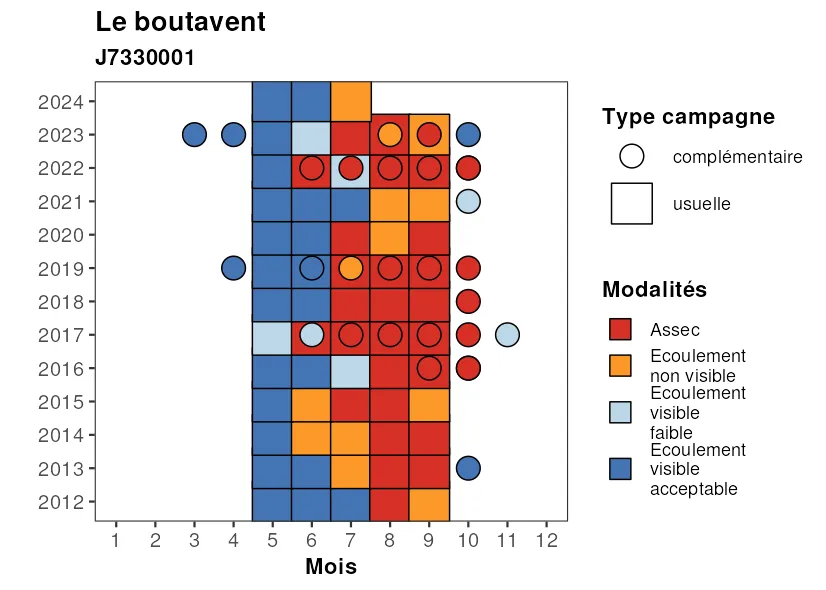 Le boutavent
J7330001
2024
2023
2022
2021
2020
2019
2018
2017
2016
2015
2014
2013
2012
1 2 3 4 5 6 7 8 9 10 11 12
Mois
Type campagne
complémentaire
usuelle
Modalités
Assec
Ecoulement
non visible
Ecoulement
visible
faible
Ecoulement
visible
acceptable